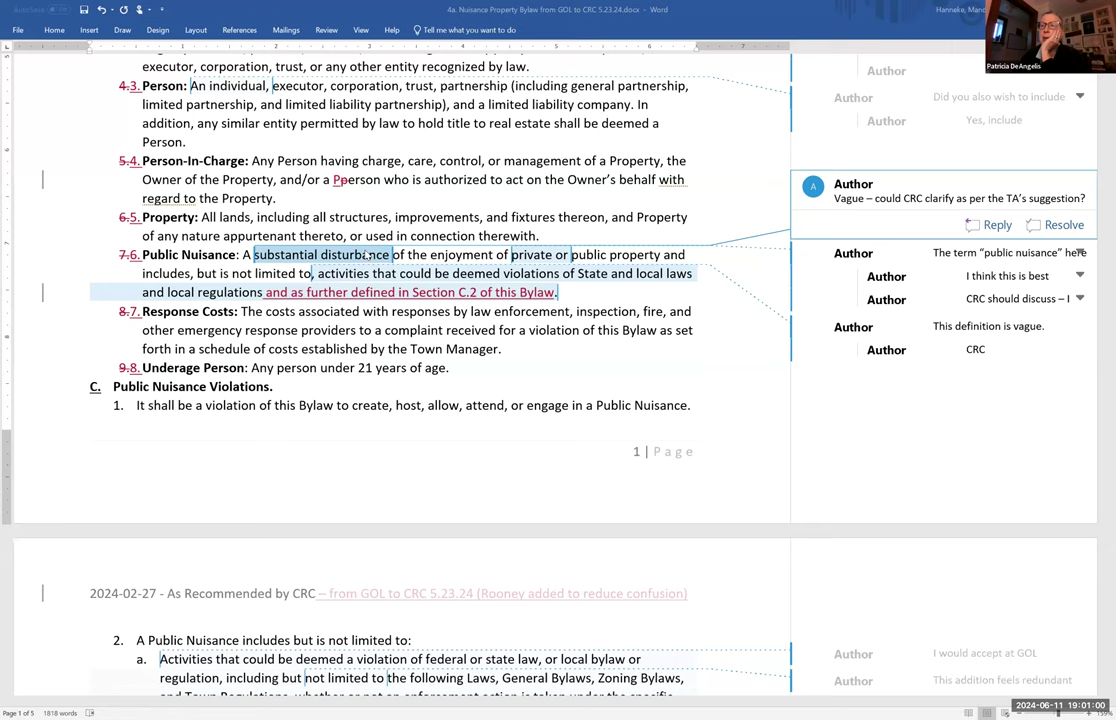 AutoSave
4a. Nuisance Property Bylaw from GOL to CRC 5.23.24.docx - Word
Hanneke, Mand
File Home Insert Draw Design Layout References Mailings Review View Help Tell me what you want to do
Patricia DeAngelis
executor, corporation, trust, or any other entity recognized by law.
4.3. Person: An individual, executor, corporation, trust, partnership (including general partnership,
limited partnership, and limited liability partnership), and a limited liability company. In
addition, any similar entity permitted by law to hold title to real estate shall be deemed a
Person.
5.4. Person-In-Charge: Any Person having charge, care, control, or management of a Property, the
Owner of the Property, and/or a Pperson who is authorized to act on the Owner's behalf with
regard to the Property.
6.5. Property: All lands, including all structures, improvements, and fixtures thereon, and Property
of any nature appurtenant thereto, or used in connection therewith.
7.6. Public Nuisance: A substantial disturbance of the enjoyment of private or public property and
includes, but is not limited to, activities that could be deemed violations of State and local laws
and local regulations and as further defined in Section C.2 of this Bylaw.
8.7. Response Costs: The costs associated with responses by law enforcement, inspection, fire, and
other emergency response providers to a complaint received for a violation of this Bylaw as set
forth in a schedule of costs established by the Town Manager.
9.8. Underage Person: Any person under 21 years of age.
C. Public Nuisance Violations.
1. It shall be a violation of this Bylaw to create, host, allow, attend, or engage in a Public Nuisance.
1 | Page
2024-02-27 - As Recommended by CRC – from GOL to CRC 5.23.24 (Rooney added to reduce confusion)
2. A Public Nuisance includes but is not limited to:
a. Activities that could be deemed a violation of federal or state law, or local bylaw or
regulation, including but not limited to the following Laws, General Bylaws, Zoning Bylaws,
and Town Regulations, whether or not an enforcement action is taken under the specific
Author
Author Did you also wish to include
Author Yes, include
A
Author
Vague – could CRC clarify as per the TA's suggestion?
Reply Resolve
Author The term "public nuisance" here
Author I think this is best
Author CRC should discuss – I
Author This definition is vague.
Author CRC
Author I would accept at GOL
Author This addition feels redundant
Page 1 of 5 1818 words
2024-06-11 19:01:00
159%